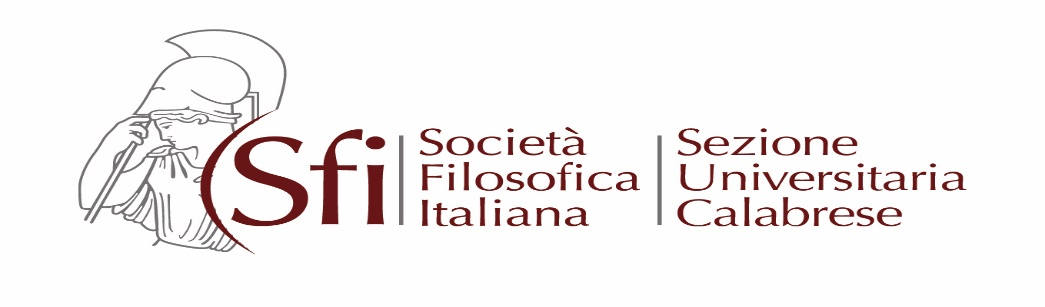 Sfi
Società
Filosofica
Italiana
Sezione
Universitaria
Calabrese